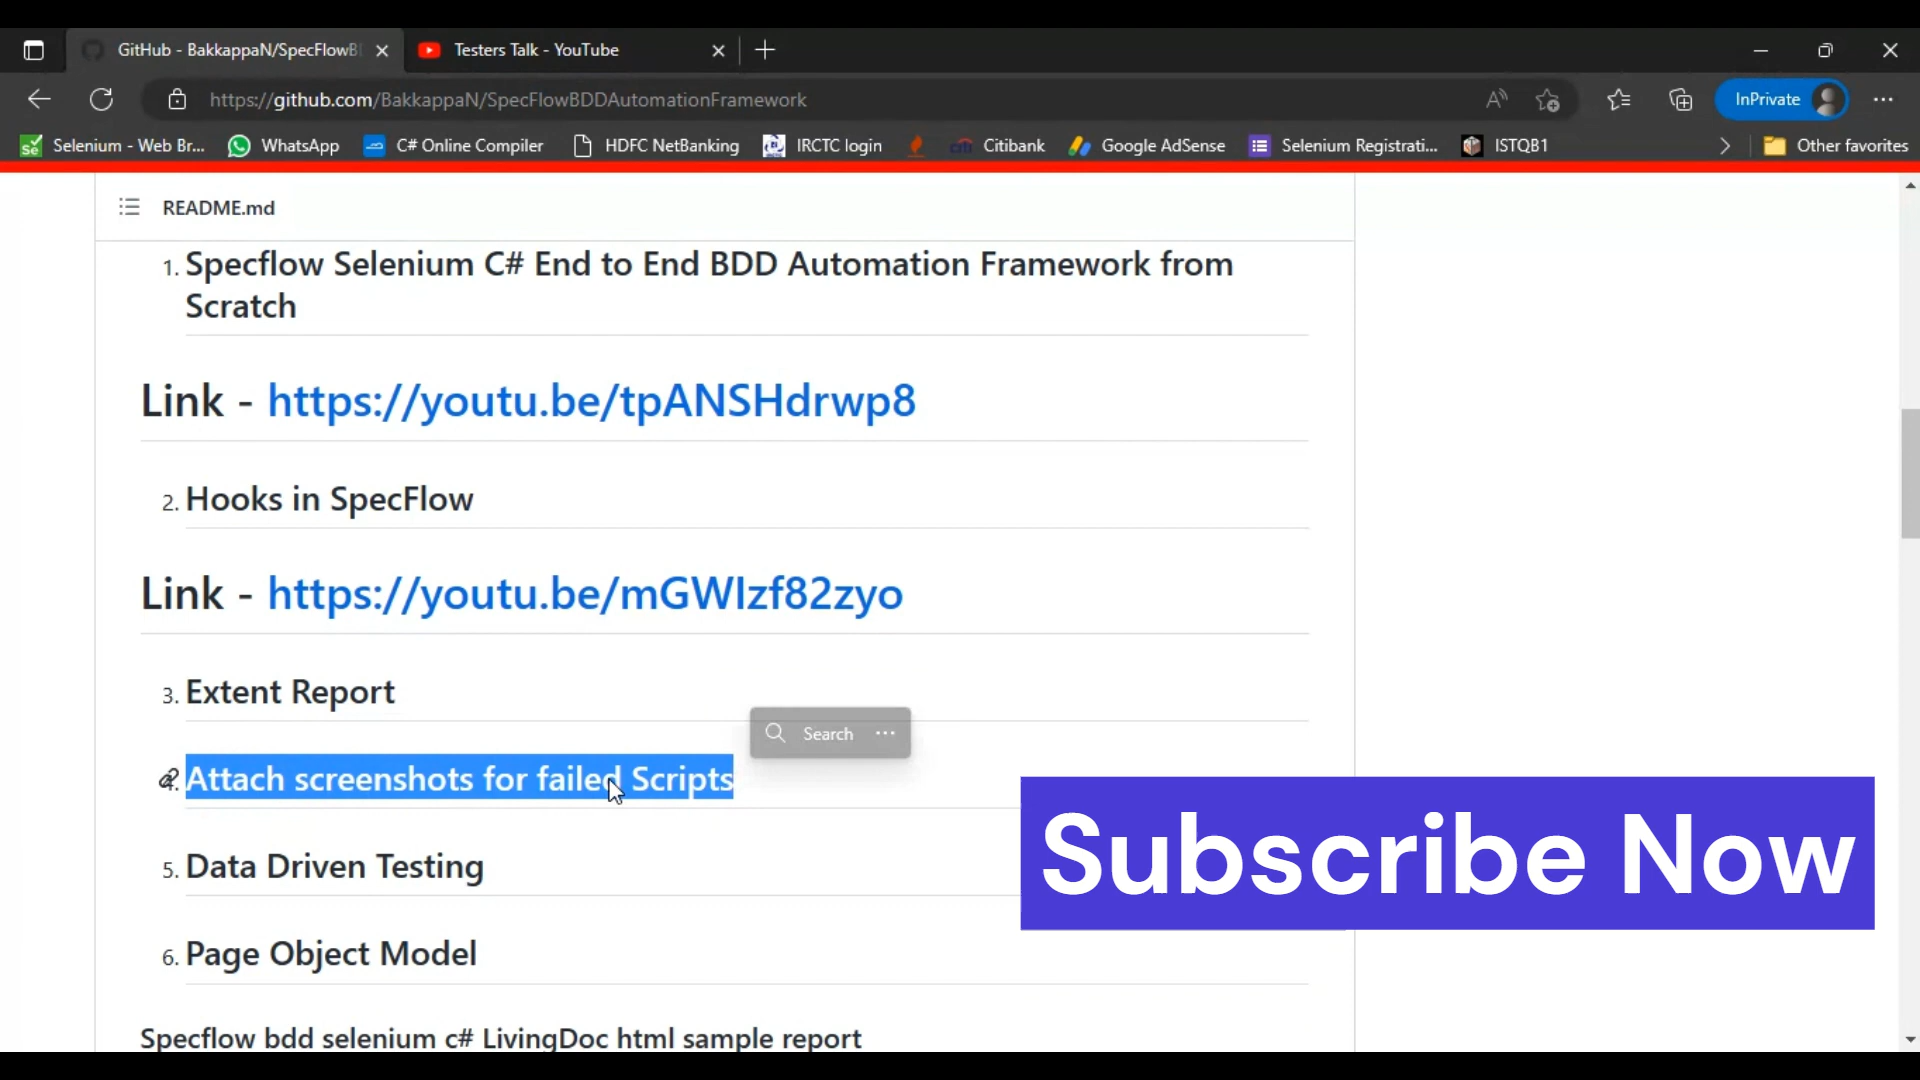 GitHub - BakkappaN/SpecFlowB
Testers Talk - YouTube
https://github.com/BakkappaN/SpecFlowBDDAutomationFramework
InPrivate
Selenium - Web Br...
WhatsApp
C# Online Compiler
HDFC NetBanking
IRCTC login
Citibank
Google AdSense
Selenium Registrati...
ISTQB1
Other favorites
README.md
1. Specflow Selenium C# End to End BDD Automation Framework from
Scratch
Link - https://youtu.be/tpANSHdrwp8
2. Hooks in SpecFlow
Link - https://youtu.be/mGWIzf82zyo
3. Extent Report
Search ...
4. Attach screenshots for failed Scripts
5. Data Driven Testing
Subscribe Now
6. Page Object Model
Specflow bdd selenium c# LivingDoc html sample report